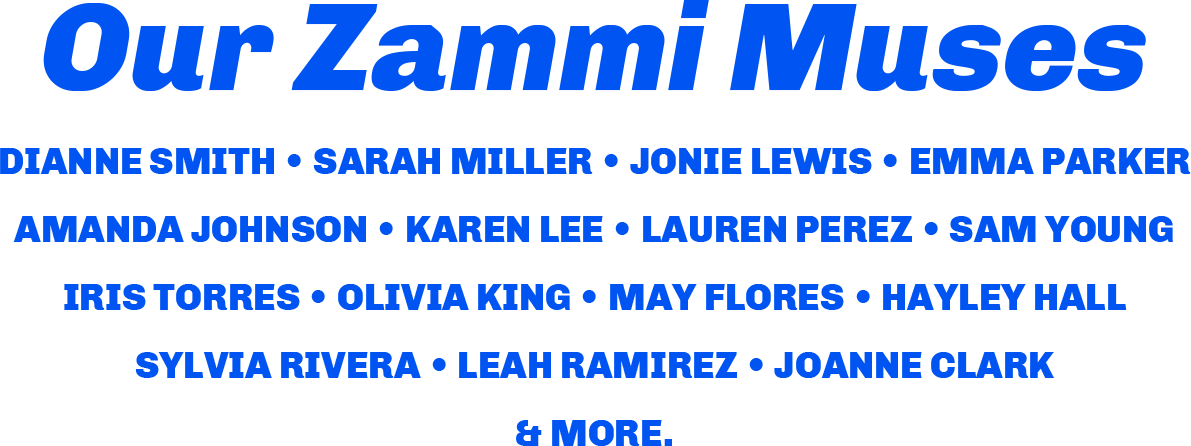 Our Zammi Muses
DIANNE SMITH • SARAH MILLER • JONIE LEWIS • EMMA PARKER
AMANDA JOHNSON • KAREN LEE • LAUREN PEREZ • SAM YOUNG
IRIS TORRES • OLIVIA KING • MAY FLORES • HAYLEY HALL
SYLVIA RIVERA • LEAH RAMIREZ • JOANNE CLARK
& MORE.